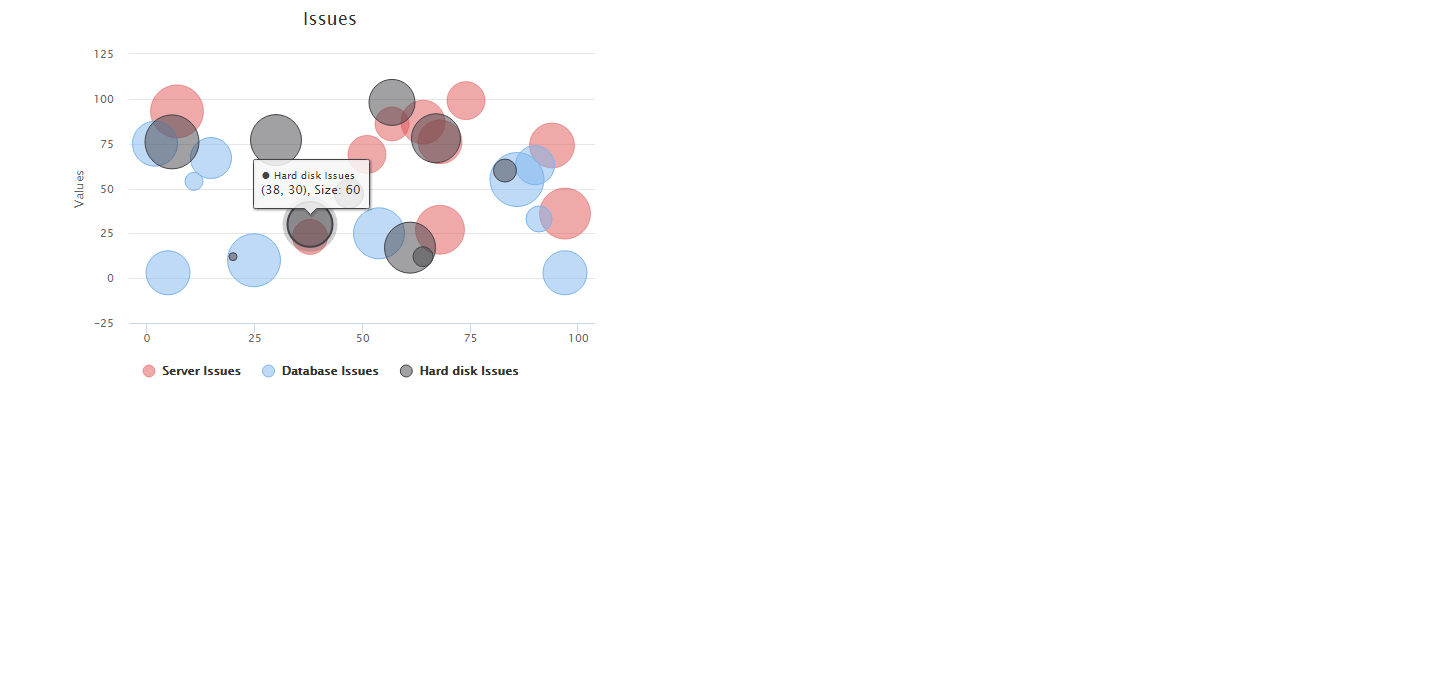 Issues
125
100
75
50
25
0
−25
Values
● Hard disk Issues
(38, 30), Size: 60
0
25
50
75
100
Server Issues
Database Issues
Hard disk Issues